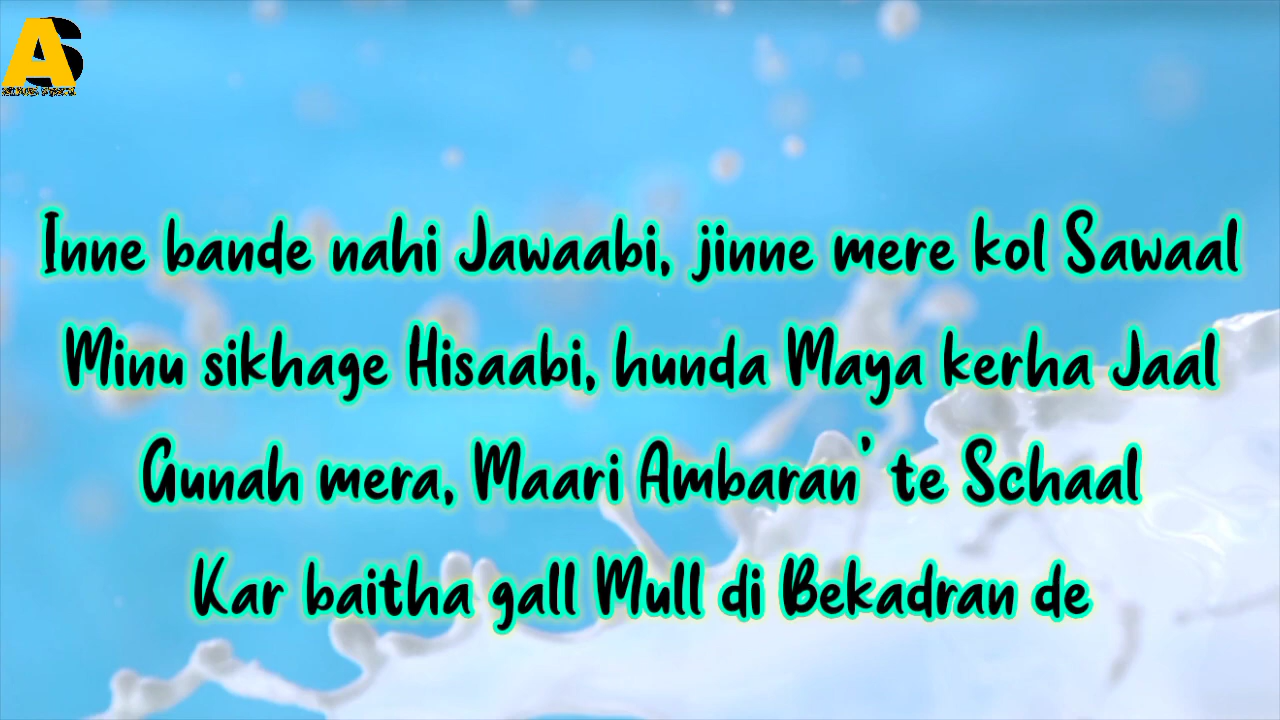 AS
Inne bande nahi Jawaabi, jinne mere kol Sawaal
Minu sikhage Hisaabi, hunda Maya kerha Jaal
Gunah mera, Maari Ambaran' te Schaal
Kar baitha gall Mull di Bekadran de